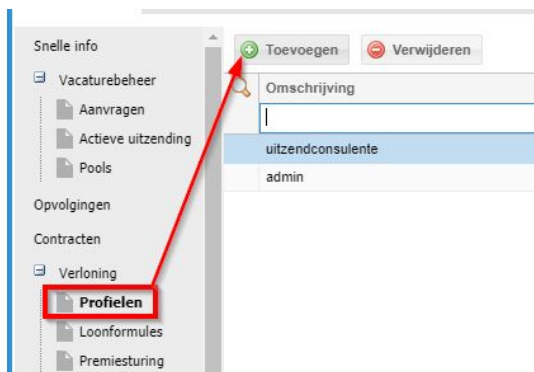 Snelle info
Vacaturebeheer
Aanvragen
Actieve uitzending
Pools
Opvolgingen
Contracten
Verloning
Profielen
Loonformules
Premiesturing
Toevoegen
Verwijderen
Omschrijving
uitzendconsulente
admin